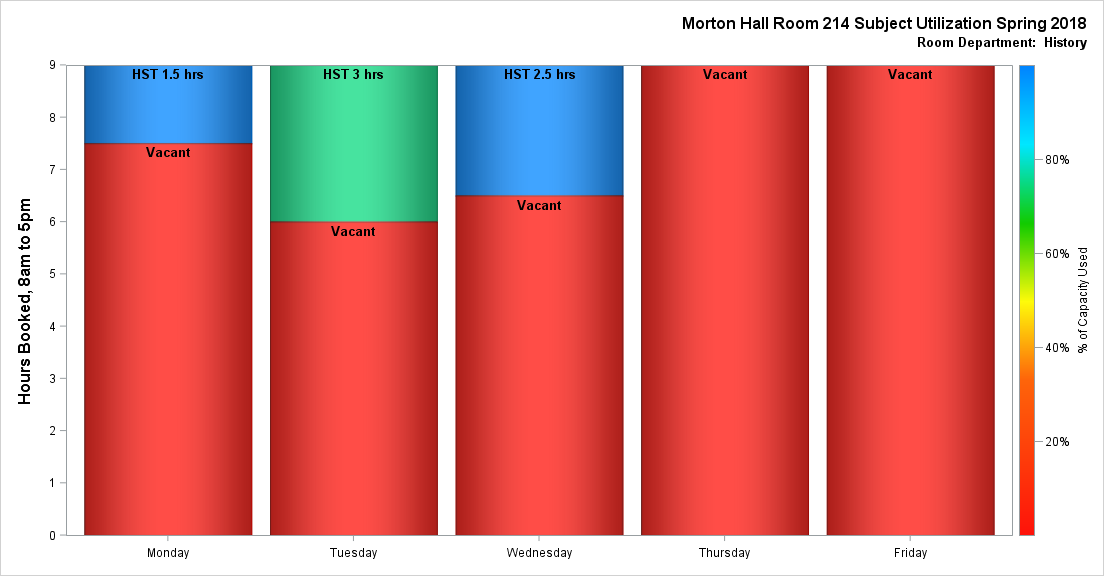 Morton Hall Room 214 Subject Utilization Spring 2018
Room Department:  History
Hours Booked, 8am to 5pm
9
8
7
6
5
4
3
2
1
0
HST 1.5 hrs
Vacant
HST 3 hrs
Vacant
HST 2.5 hrs
Vacant
Vacant
Vacant
Monday
Tuesday
Wednesday
Thursday
Friday
80%
60%
40%
20%
% of Capacity Used